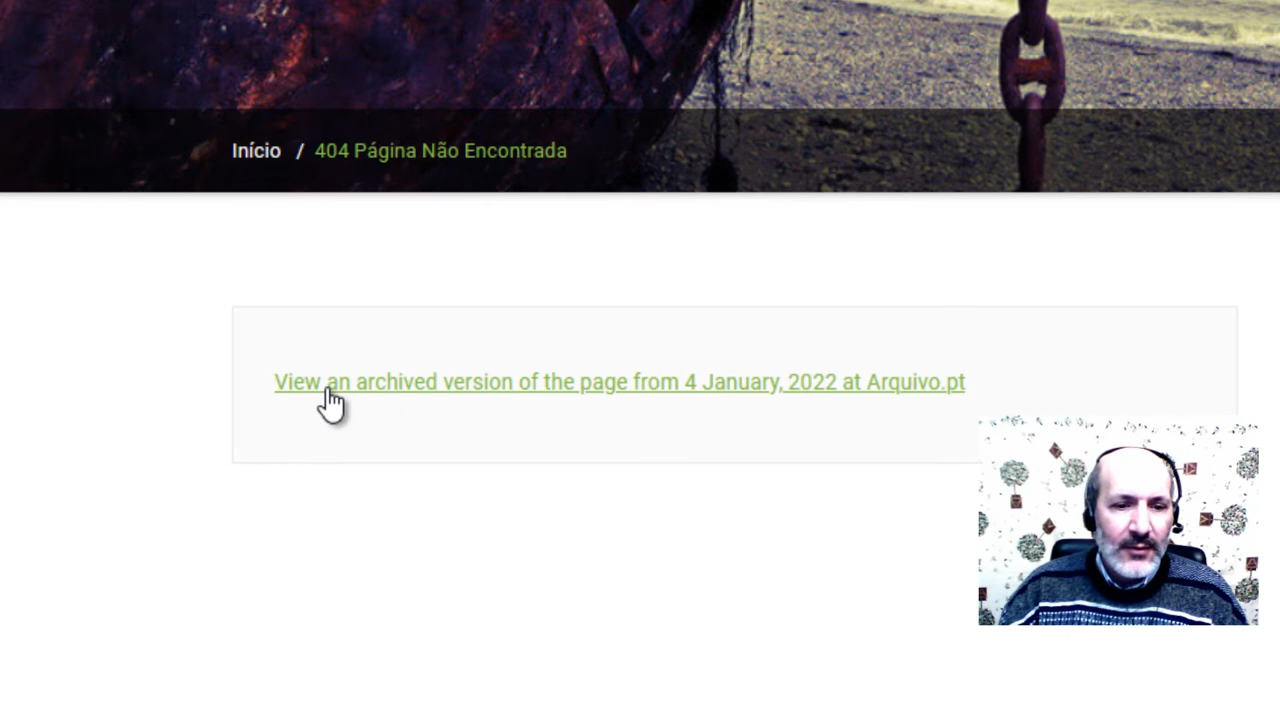 Início / 404 Página Não Encontrada
View an archived version of the page from 4 January, 2022 at Arquivo.pt